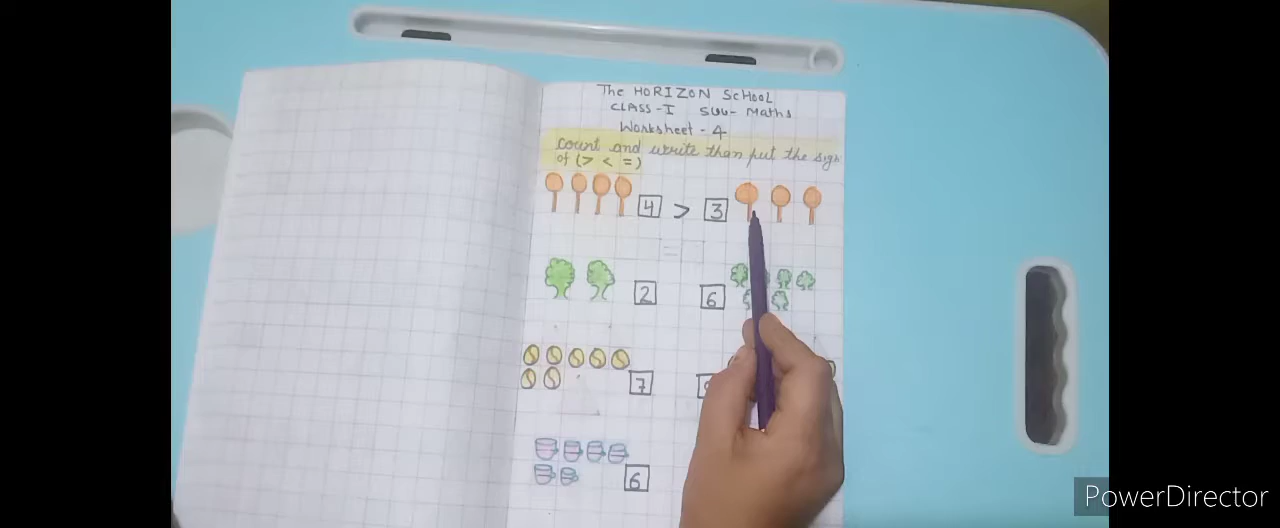 The HORIZON SCHOOL
CLASS-I SUB- Maths
Worksheet - 4
count and write than put the sign
of (> < =)
4 > 3
=
2 6
7
6
PowerDirector